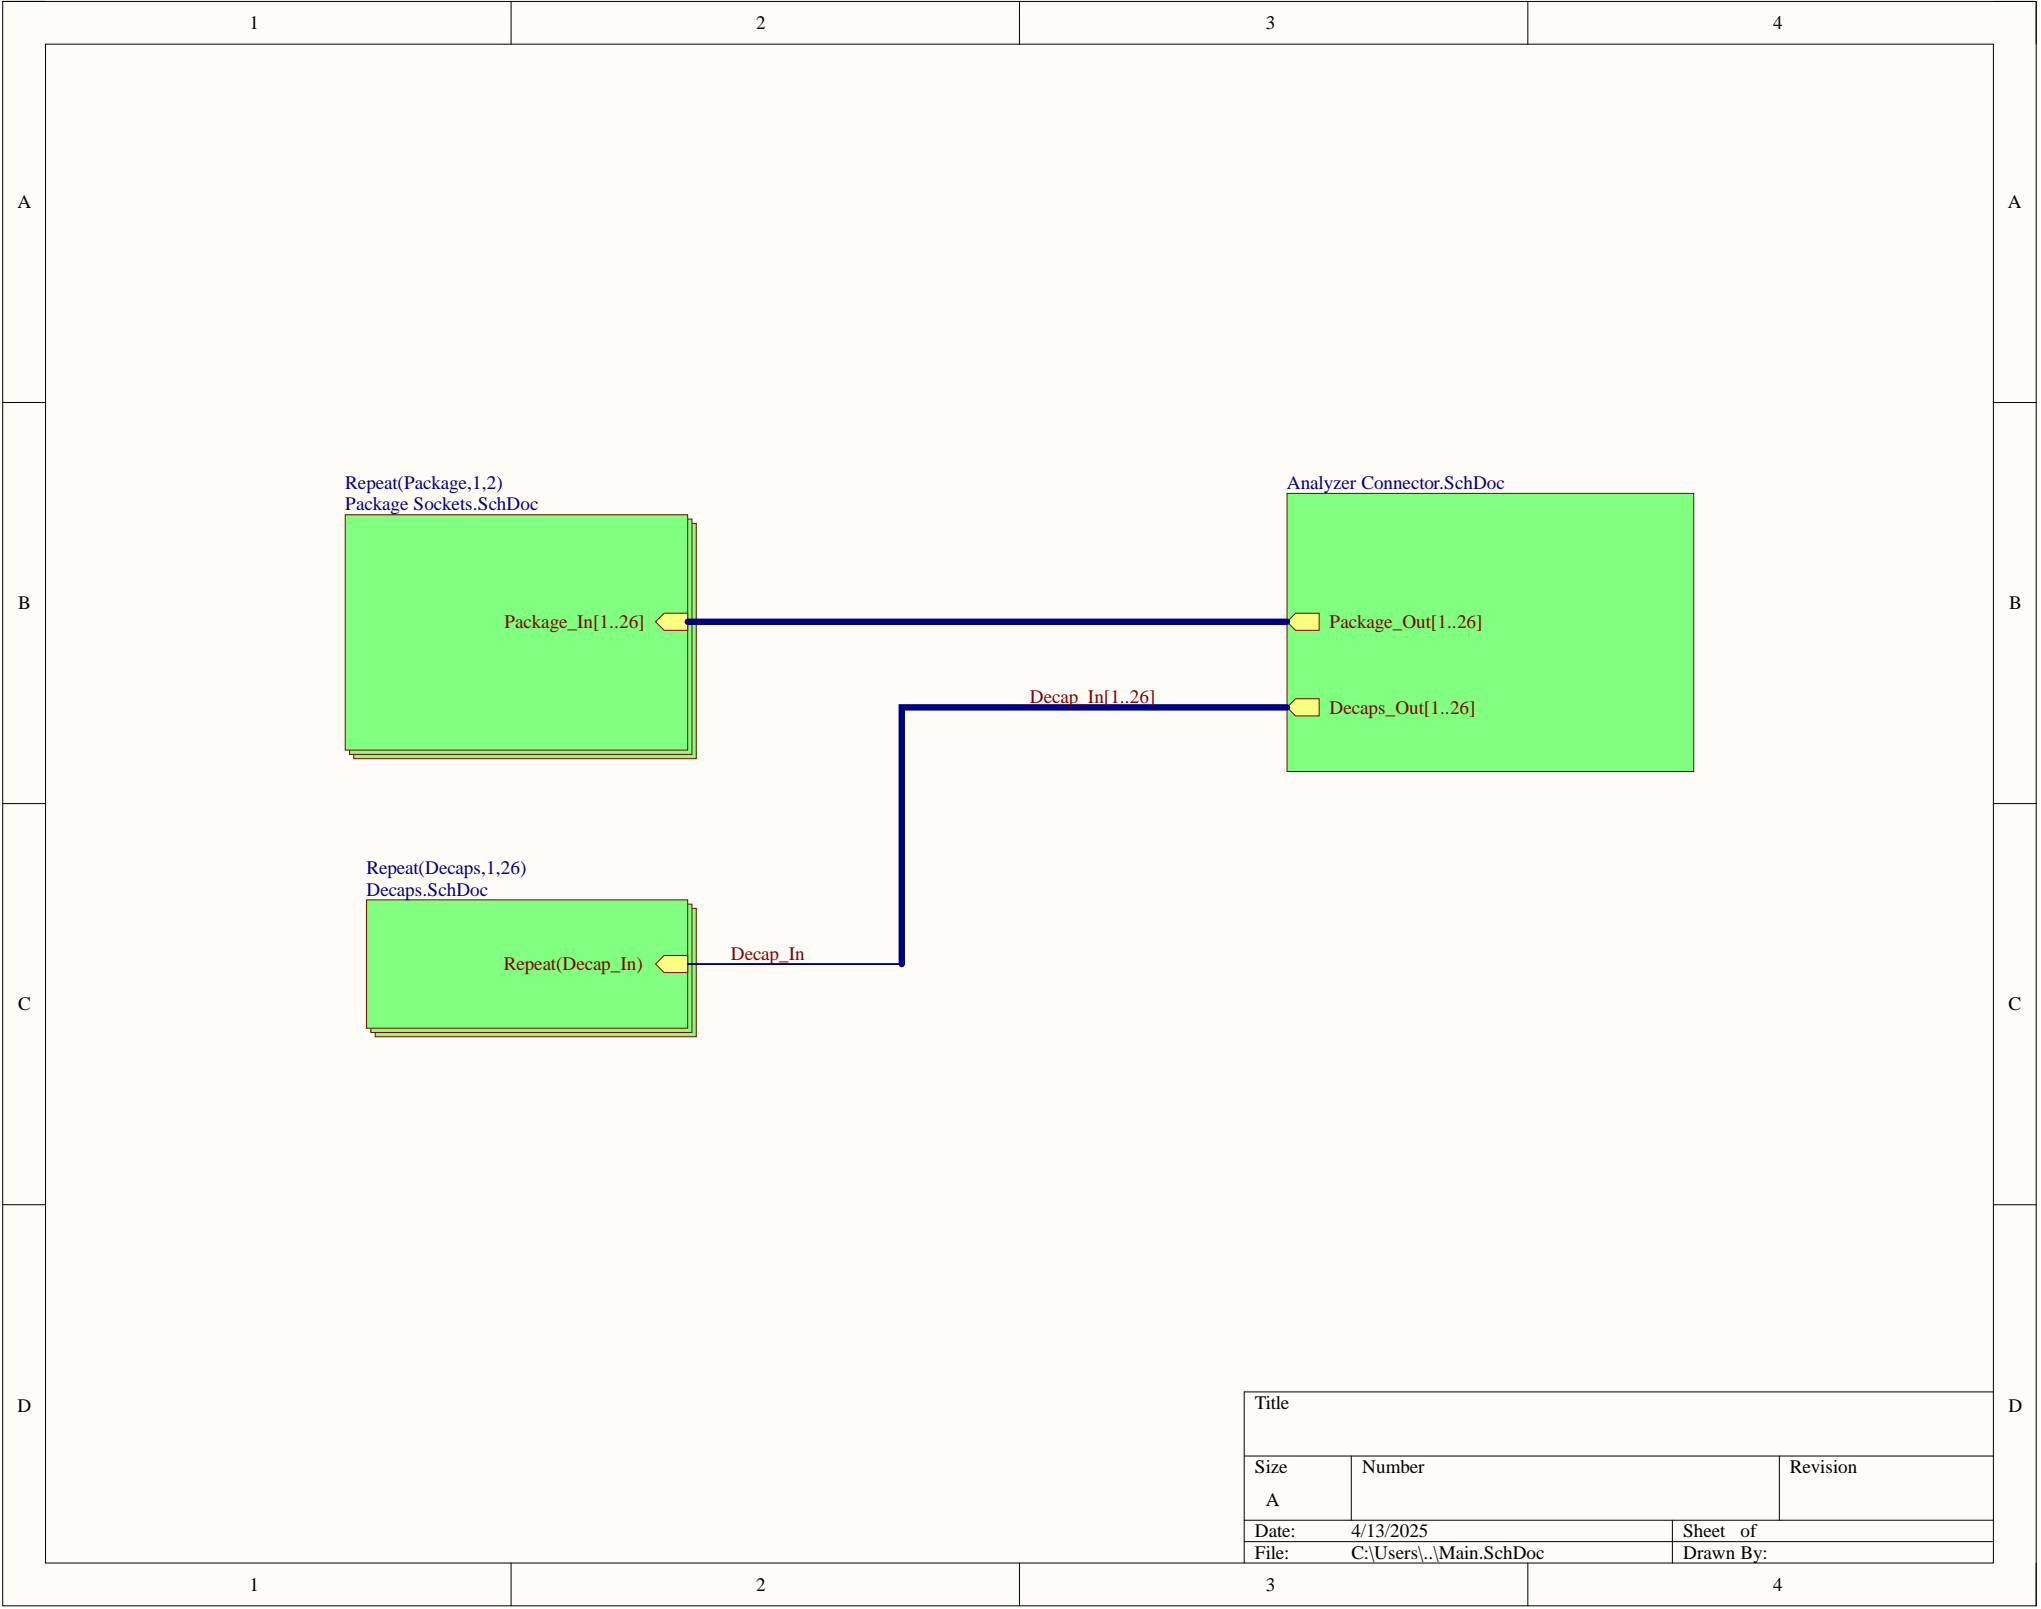 1 2 3 4
A A
Repeat(Package,1,2)
Package Sockets.SchDoc
Analyzer Connector.SchDoc
B B
Package_In[1..26]
Package_Out[1..26]
Decap_In[1..26]
Decaps_Out[1..26]
Repeat(Decaps,1,26)
Decaps.SchDoc
Repeat(Decap_In)
Decap_In
C C
D D
Title
Size Number Revision
A
Date: 4/13/2025 Sheet of
File: C:\Users\..\Main.SchDoc Drawn By:
1 2 3 4